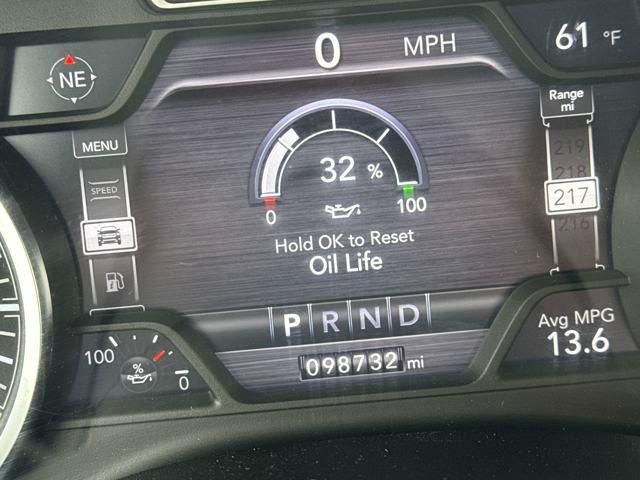 0 MPH
61 °F
NE
Range
mi
MENU
219
218
SPEED
217
216
32 %
0 100
Hold OK to Reset
Oil Life
P R N D
Avg MPG
13.6
100 % 0
098732 mi